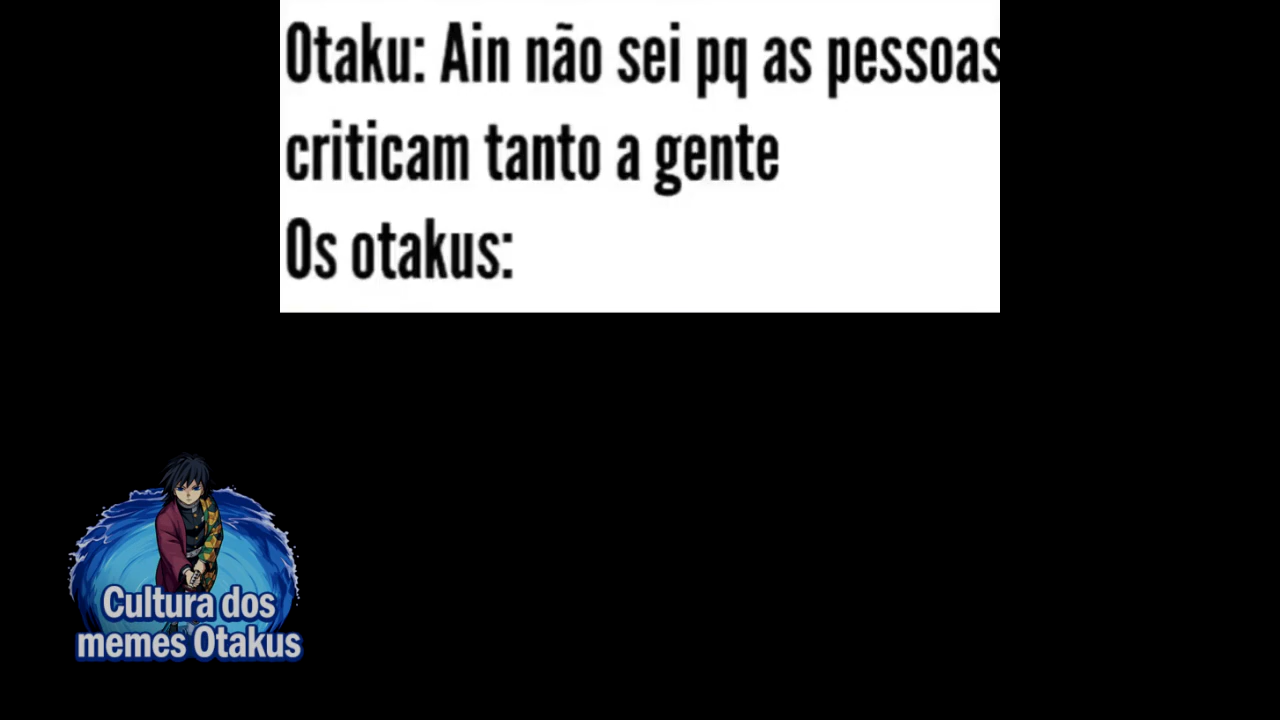 Otaku: Ain não sei pq as pessoas
criticam tanto a gente
Os otakus:
Cultura dos
memes Otakus